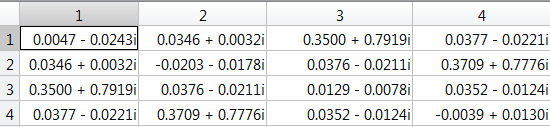 1 2 3 4
1 0.0047 - 0.0243i 0.0346 + 0.0032i 0.3500 + 0.7919i 0.0377 - 0.0221i
2 0.0346 + 0.0032i -0.0203 - 0.0178i 0.0376 - 0.0211i 0.3709 + 0.7776i
3 0.3500 + 0.7919i 0.0376 - 0.0211i 0.0129 - 0.0078i 0.0352 - 0.0124i
4 0.0377 - 0.0221i 0.3709 + 0.7776i 0.0352 - 0.0124i -0.0039 + 0.0130i